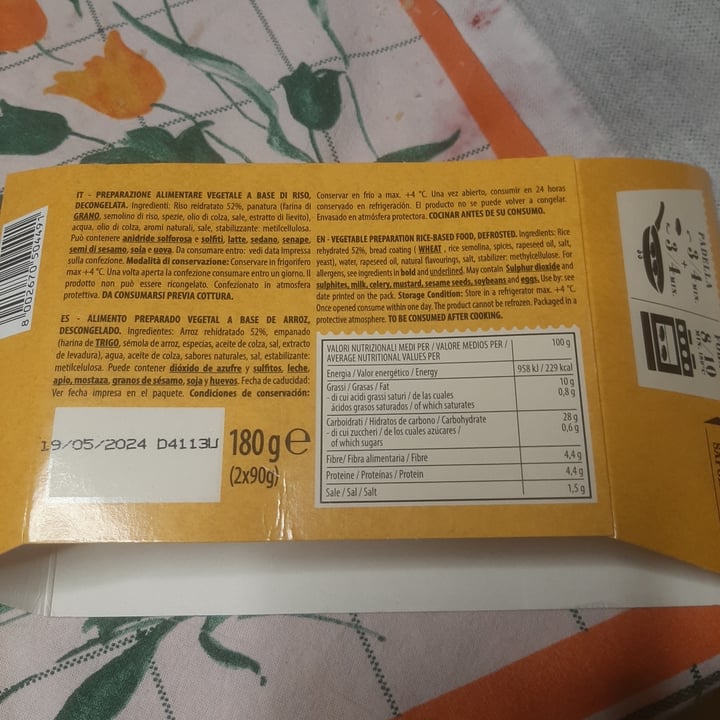 IT - PREPARAZIONE ALIMENTARE VEGETALE A BASE DI RISO,
DECONGELATA. Ingredienti: Riso reidratato 52%, panatura (farina di
GRANO, semolino di riso, spezie, olio di colza, sale, estratto di lievito),
acqua, olio di colza, aromi naturali, sale, stabilizzante: metilcellulosa.
Può contenere anidride solforosa e solfiti, latte, sedano, senape,
semi di sesamo, soia e uova. Da consumare entro: vedi data impressa
sulla confezione. Modalità di conservazione: Conservare in frigorifero
max +4 °C. Una volta aperta la confezione consumare entro un giorno. Il
prodotto non può essere ricongelato. Confezionato in atmosfera
protettiva. DA CONSUMARSI PREVIA COTTURA.
ES - ALIMENTO PREPARADO VEGETAL A BASE DE ARROZ,
DESCONGELADO. Ingredientes: Arroz rehidratado 52%, empanado
(harina de TRIGO, sémola de arroz, especias, aceite de colza, sal, extracto
de levadura), agua, aceite de colza, sabores naturales, sal, estabilizante:
metilcelulosa. Puede contener dióxido de azufre y sulfitos, leche,
apio, mostaza, granos de sésamo, soja y huevos. Fecha de caducidad:
Ver fecha impresa en el paquete. Condiciones de conservación:
Conservar en frío a max. +4 °C. Una vez abierto, consumir en 24 horas
conservado en refrigeración. El producto no se puede volver a congelar.
Envasado en atmósfera protectora. COCINAR ANTES DE SU CONSUMO.
EN - VEGETABLE PREPARATION RICE-BASED FOOD, DEFROSTED. Ingredients: Rice
rehydrated 52%, bread coating ( WHEAT , rice semolina, spices, rapeseed oil, salt,
yeast), water, rapeseed oil, natural flavourings, salt, stabilizer: methylcellulose. For
allergens, see ingredients in bold and underlined. May contain Sulphur dioxide and
sulphites, milk, celery, mustard, sesame seeds, soybeans and eggs. Use by: see
date printed on the pack. Storage Condition: Store in a refrigerator max. +4 °C.
Once opened consume within one day. The product cannot be refrozen. Packaged in a
protective atmosphere. TO BE CONSUMED AFTER COOKING.
VALORI NUTRIZIONALI MEDI PER / VALORE MEDIOS PER / 100 g
AVERAGE NUTRITIONAL VALUES PER
Energia / Valor energético / Energy 958 kJ / 229 kcal
Grassi / Grasas / Fat 10 g
- di cui acidi grassi saturi / de las cuales 0,8 g
ácidos grasos saturados / of which saturates
Carboidrati / Hidratos de carbono / Carbohydrate 28 g
- di cui zuccheri / de los cuales azúcares / 0,6 g
of which sugars
Fibre/ Fibra alimentaria / Fibre 4,4 g
Proteine / Proteínas / Protein 4,4 g
Sale / Sal / Salt 1,5 g
19/05/2024 D4113U
180 g e
(2x90g)
PADELLA
3-4 MIN.
+
3-4 MIN.
8-10